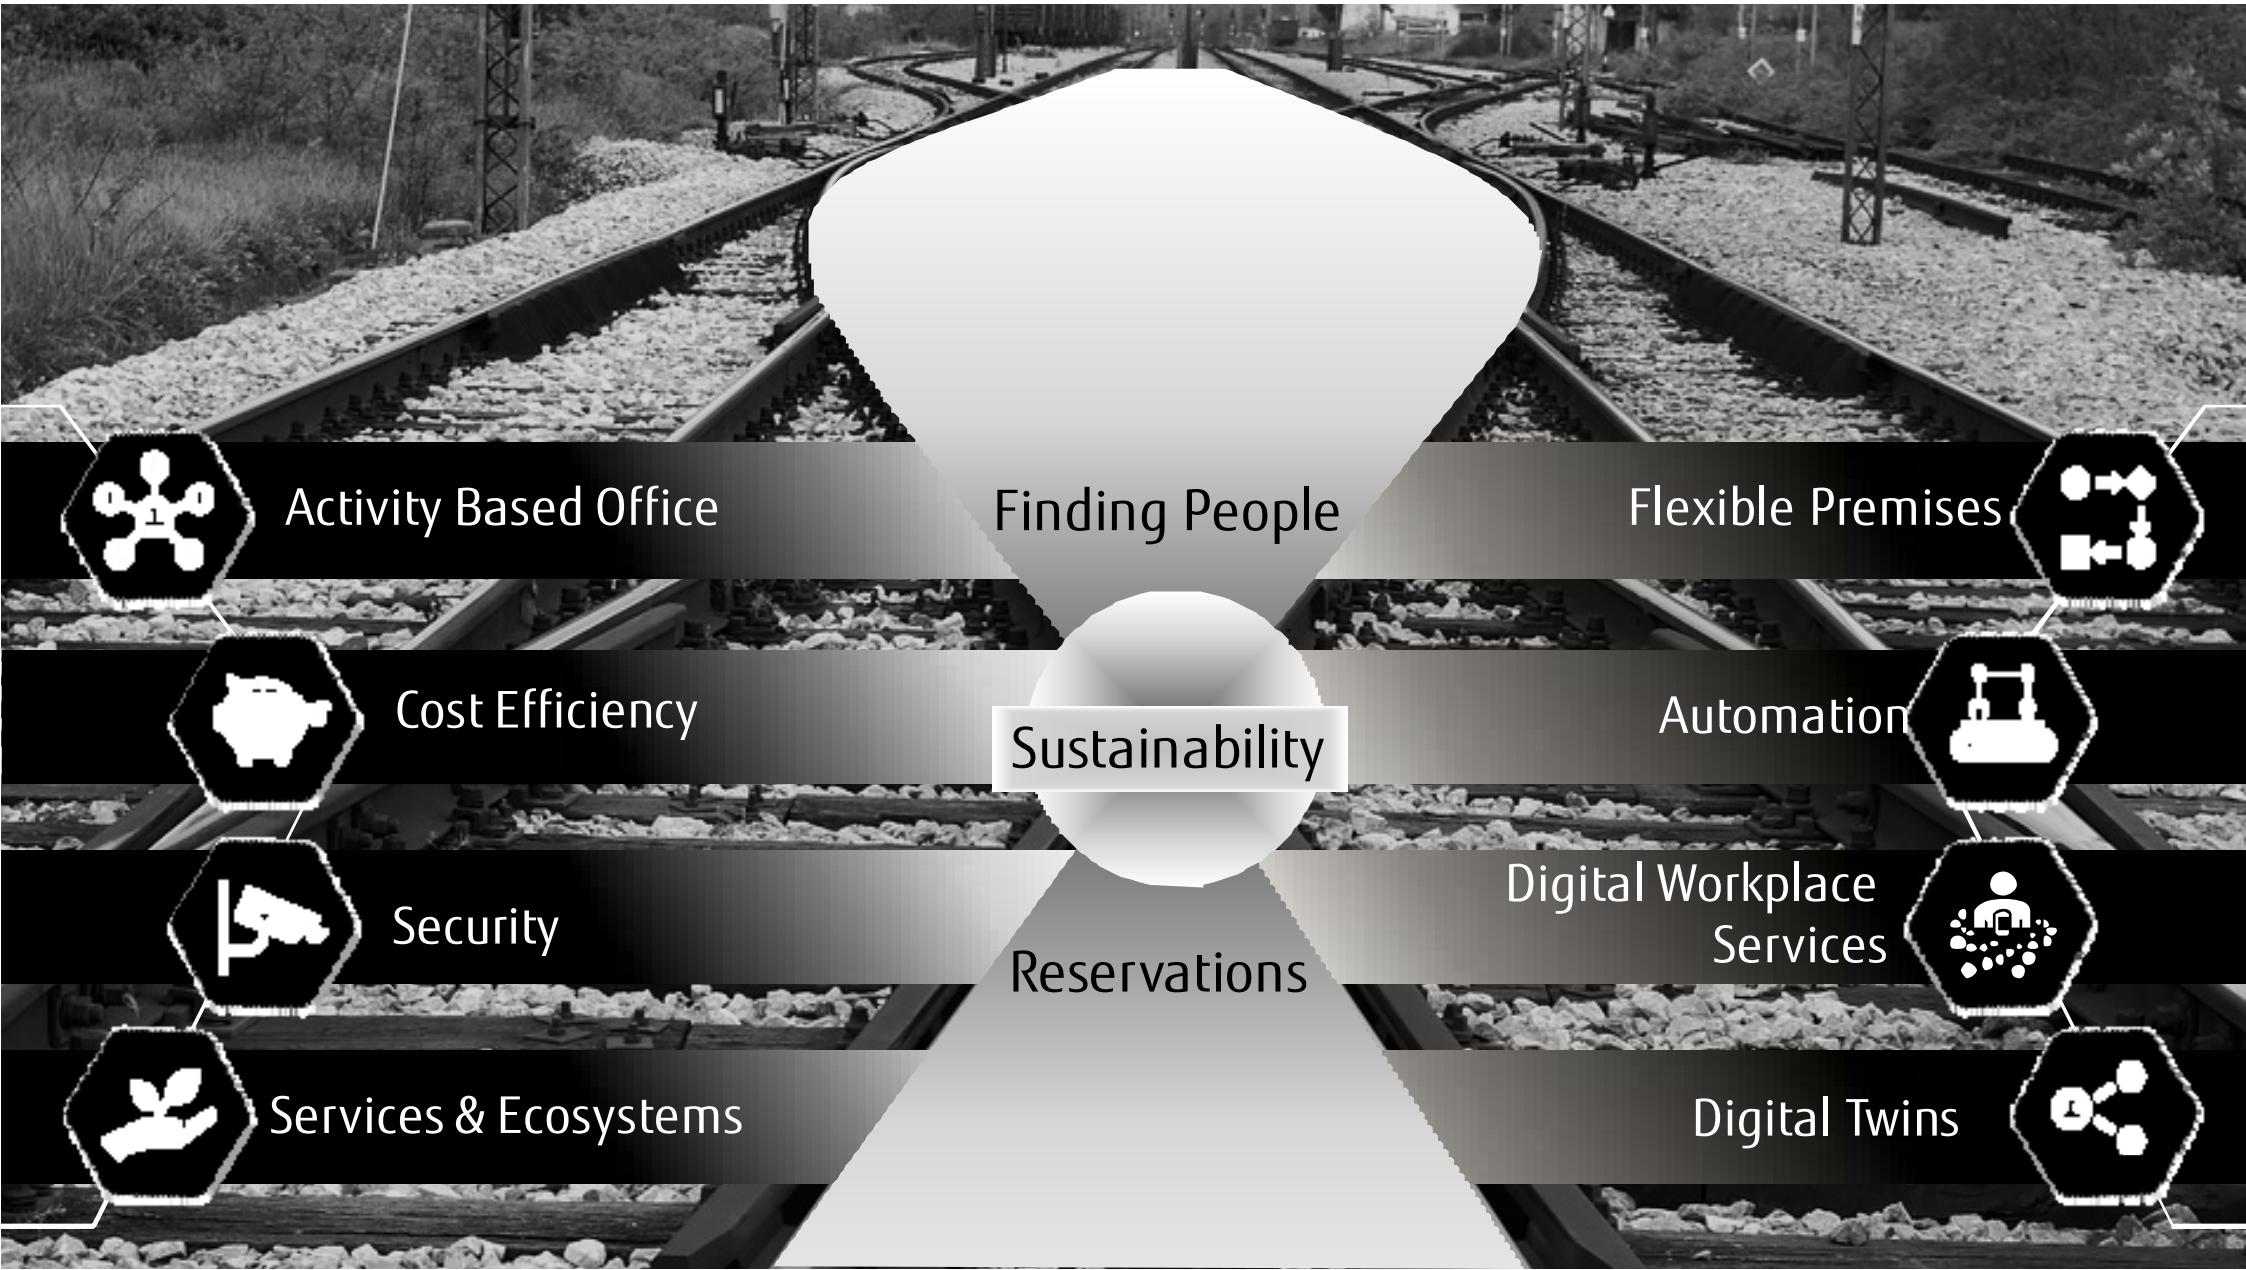 Activity Based Office
Finding People
Flexible Premises
Cost Efficiency
Sustainability
Automation
Security
Reservations
Digital Workplace
Services
Services & Ecosystems
Digital Twins